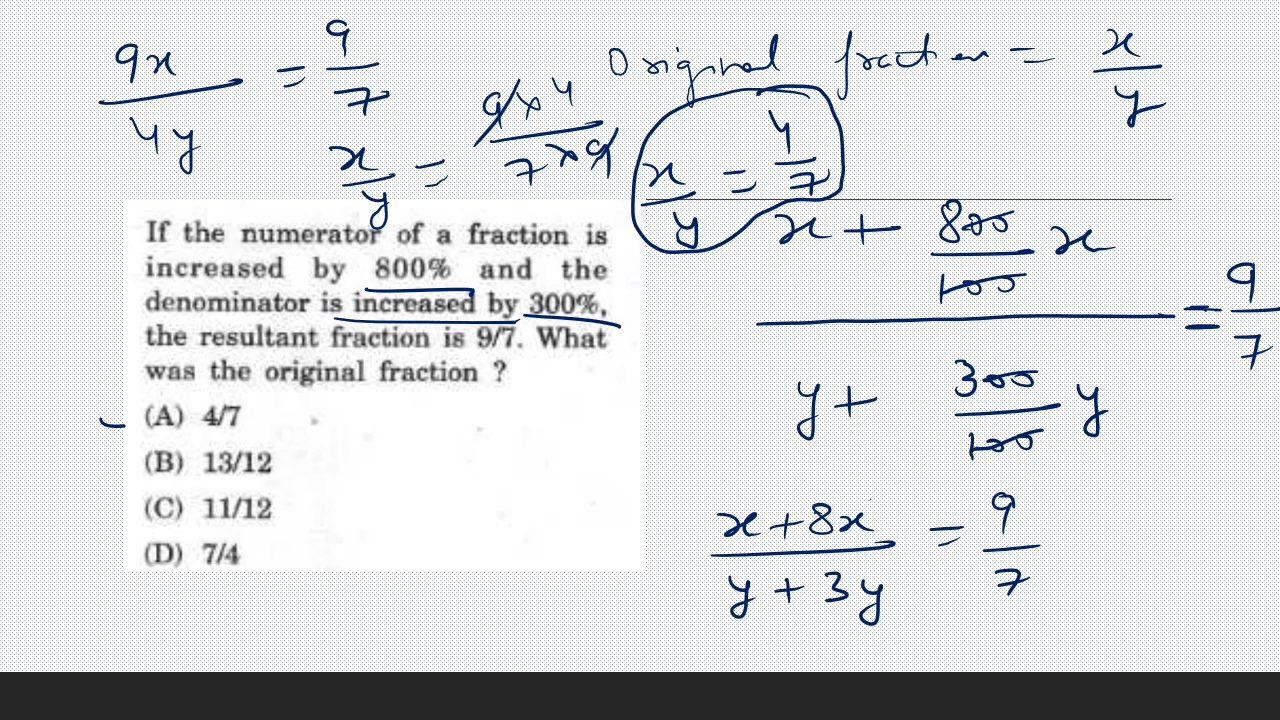 9x/4y = 9/7
x/y = 9×4/7×9
Original fraction = x/y
x/y = 4/7
If the numerator of a fraction is
increased by 800% and the
denominator is increased by 300%,
the resultant fraction is 9/7. What
was the original fraction ?
(A) 4/7
(B) 13/12
(C) 11/12
(D) 7/4
x + 800/100 x
= 9/7
y + 300/100 y
x+8x/y+3y = 9/7